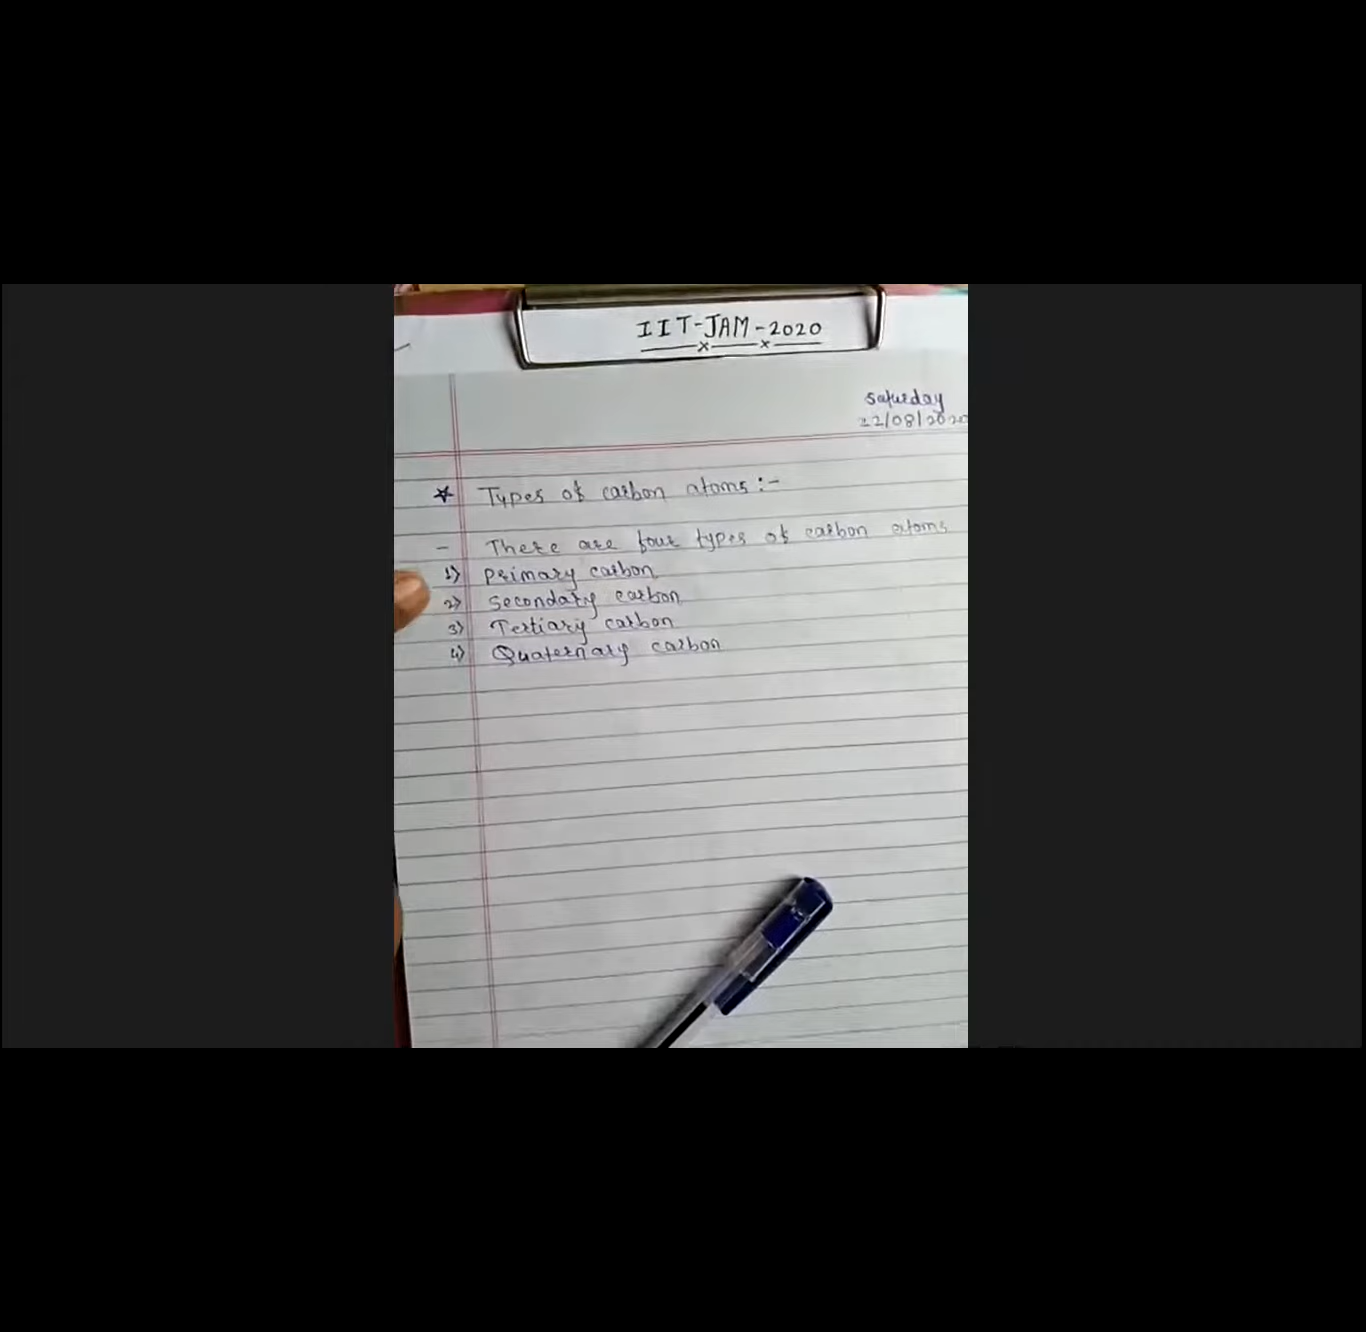 IIT-JAM-2020
Saturday
22/08/2020
* Types of carbon atoms :-
- There are four types of carbon atoms
1) Primary carbon
2) Secondary carbon
3) Tertiary carbon
4) Quaternary carbon